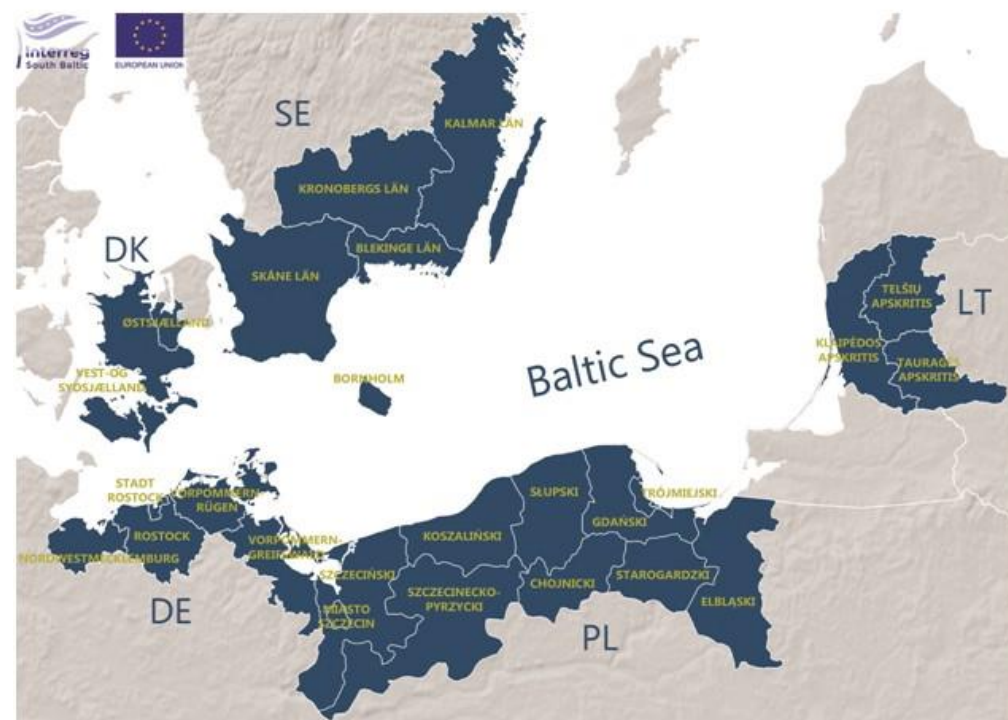 Interreg
South Baltic
EUROPEAN UNION
SE
KALMAR LÄN
KRONOBERGS LÄN
BLEKINGE LÄN
SKÅNE LÄN
DK
ØSTSJÆLLAND
VEST-OG
SYDSJÆLLAND
BORNHOLM
Baltic Sea
TELŠIŲ
APSKRITIS
LT
KLAIPĖDOS
APSKRITIS
TAURAGĖS
APSKRITIS
STADT
ROSTOCK
VORPOMMERN-
RÜGEN
ROSTOCK
NORDWESTMECKLEMBURG
VORPOMMERN-
GREIFSWALD
DE
SZCZECIŃSKI
MIASTO
SZCZECIN
KOSZALIŃSKI
SZCZECINECKO-
PYRZYCKI
SŁUPSKI
TRÓJMIEJSKI
GDAŃSKI
CHOJNICKI
STAROGARDZKI
ELBLĄSKI
PL